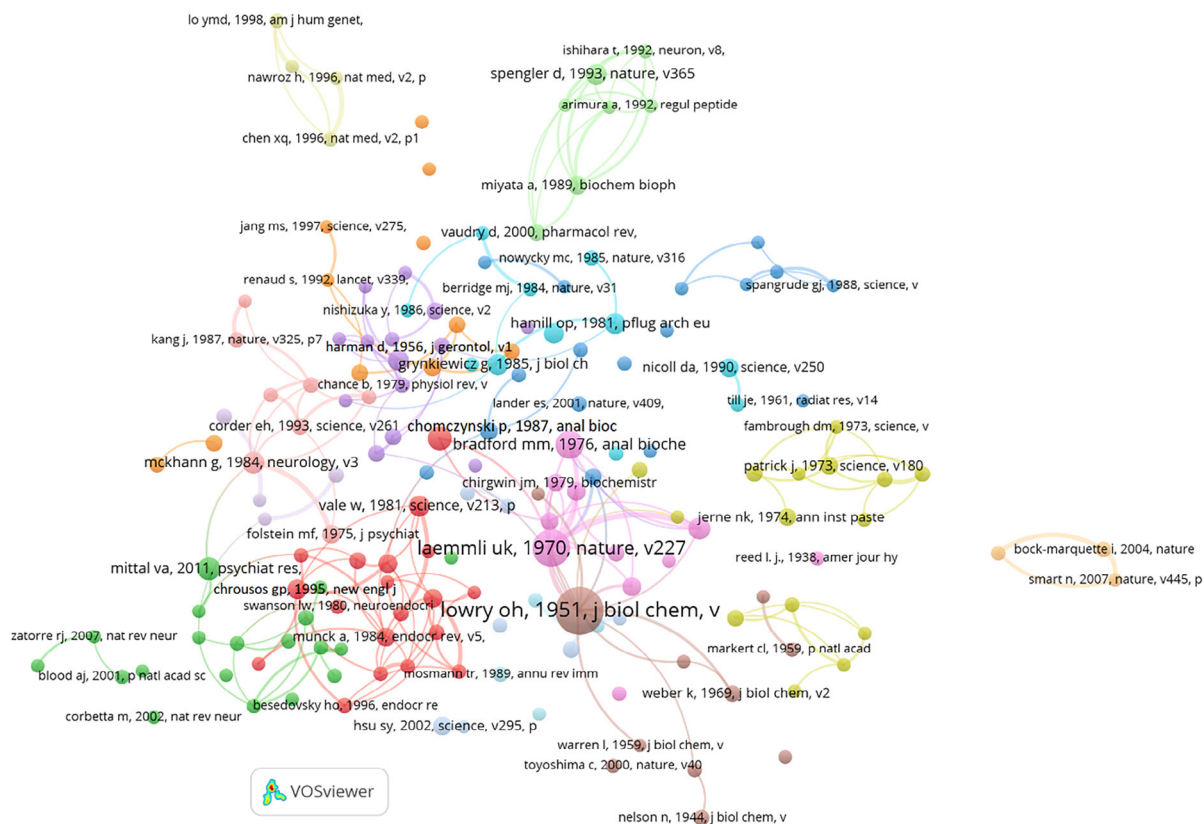 lo ymd, 1998, am j hum genet,
ishihara t, 1992, neuron, v8,
spengler d, 1993, nature, v365
nawroz h, 1996, nat med, v2, p
arimura a, 1992, regul peptide
chen xq, 1996, nat med, v2, p1
miyata a, 1989, biochem bioph
jang ms, 1997, science, v275,
vaudry d, 2000, pharmacol rev,
nowycky mc, 1985, nature, v316
renaud s, 1992, lancet, v339,
berridge mj, 1984, nature, v31
spangrude gj, 1988, science, v
nishizuka y, 1986, science, v2
hamill op, 1981, pflug arch eu
kang j, 1987, nature, v325, p7
harman d, 1956, j gerontol, v1
grynkiewicz g, 1985, j biol ch
nicoll da, 1990, science, v250
chance b, 1979, physiol rev, v
lander es, 2001, nature, v409,
till je, 1961, radiat res, v14
corder eh, 1993, science, v261
chomczynski p, 1987, anal bioc
fambrough dm, 1973, science, v
bradford mm, 1976, anal bioche
mckhann g, 1984, neurology, v3
patrick j, 1973, science, v180
chirgwin jm, 1979, biochemistr
vale w, 1981, science, v213, p
jerne nk, 1974, ann inst paste
folstein mf, 1975, j psychiat
laemmli uk, 1970, nature, v227
reed l. j., 1938, amer jour hy
bock-marquette i, 2004, nature
mittal va, 2011, psychiat res,
smart n, 2007, nature, v445, p
chrousos gp, 1995, new engl j
swanson lw, 1980, neuroendocri
lowry oh, 1951, j biol chem, v
zatorre rj, 2007, nat rev neur
munck a, 1984, endocr rev, v5,
markert cl, 1959, p natl acad
blood aj, 2001, p natl acad sc
mosmann tr, 1989, annu rev imm
weber k, 1969, j biol chem, v2
besedovsky ho, 1996, endocr re
corbetta m, 2002, nat rev neur
hsu sy, 2002, science, v295, p
warren l, 1959, j biol chem, v
toyoshima c, 2000, nature, v40
VOSviewer
nelson n, 1944, j biol chem, v